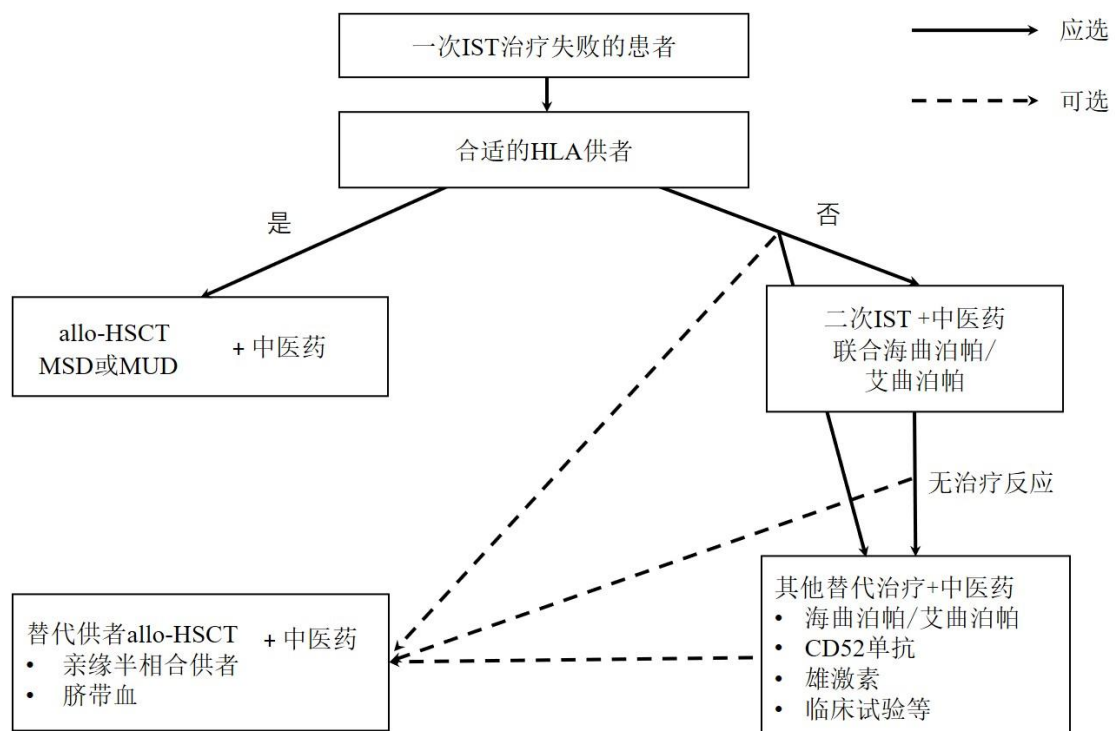 一次IST治疗失败的患者
应选
可选
合适的HLA供者
是
否
allo-HSCT
MSD或MUD
+ 中医药
二次IST +中医药
联合海曲泊帕/
艾曲泊帕
无治疗反应
替代供者allo-HSCT
+ 中医药
• 亲缘半相合供者
• 脐带血
其他替代治疗+中医药
• 海曲泊帕/艾曲泊帕
• CD52单抗
• 雄激素
• 临床试验等